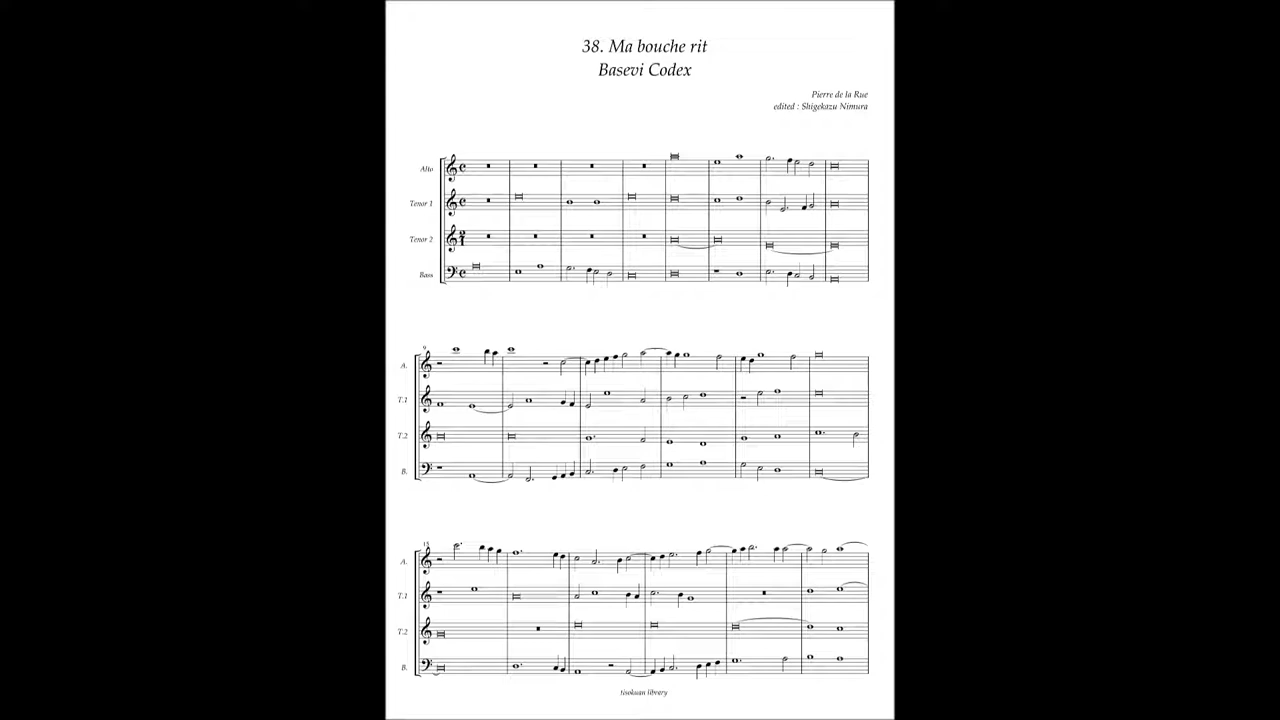 38. Ma bouche rit
Basevi Codex
Pierre de la Rue
edited : Shigekazu Nimura
Alto
Tenor 1
Tenor 2
Bass
9
A.
T.1
T.2
B.
15
A.
T.1
T.2
B.
tisokuan library